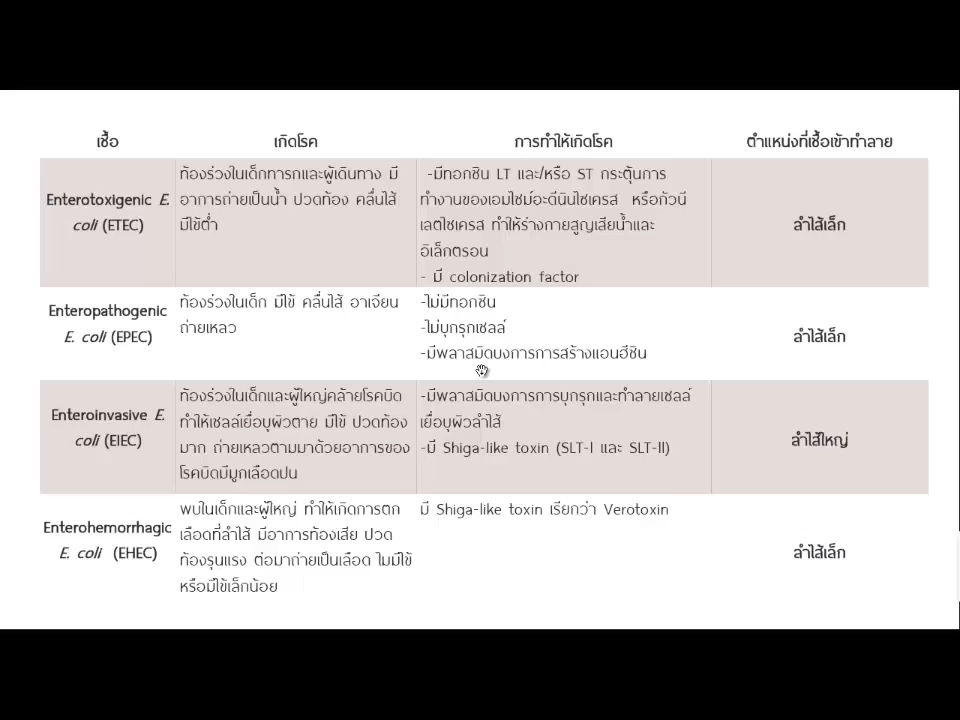 เชื้อ เกิดโรค การทำให้เกิดโรค ตำแหน่งที่เชื้อเข้าทำลาย
Enterotoxigenic E.
coli (ETEC)
ท้องร่วงในเด็กทารกและผู้เดินทาง มี
อาการถ่ายเป็นน้ำ ปวดท้อง คลื่นไส้
มีไข้ต่ำ
-มีทอกซิน LT และ/หรือ ST กระตุ้นการ
ทำงานของเอมไซม์อะดีนินไซเครส หรือกัวนี
เลตไซเครส ทำให้ร่างกายสูญเสียน้ำและ
อิเล็กตรอน
- มี colonization factor
ลำไส้เล็ก
Enteropathogenic
E. coli (EPEC)
ท้องร่วงในเด็ก มีไข้ คลื่นไส้ อาเจียน
ถ่ายเหลว
-ไม่มีทอกซิน
-ไม่บุกรุกเซลล์
-มีพลาสมิดบงการการสร้างแอนฮีซิน
ลำไส้เล็ก
Enteroinvasive E.
coli (EIEC)
ท้องร่วงในเด็กและผู้ใหญ่คล้ายโรคบิด
ทำให้เซลล์เยื่อบุผิวตาย มีไข้ ปวดท้อง
มาก ถ่ายเหลวตามมาด้วยอาการของ
โรคบิดมีมูกเลือดปน
-มีพลาสมิดบงการการบุกรุกและทำลายเซลล์
เยื่อบุผิวลำไส้
-มี Shiga-like toxin (SLT-I และ SLT-II)
ลำไส้ใหญ่
Enterohemorrhagic
E. coli (EHEC)
พบในเด็กและผู้ใหญ่ ทำให้เกิดการตก
เลือดที่ลำไส้ มีอาการท้องเสีย ปวด
ท้องรุนแรง ต่อมาถ่ายเป็นเลือด ไมมีไข้
หรือมีไข้เล็กน้อย
มี Shiga-like toxin เรียกว่า Verotoxin
ลำไส้เล็ก